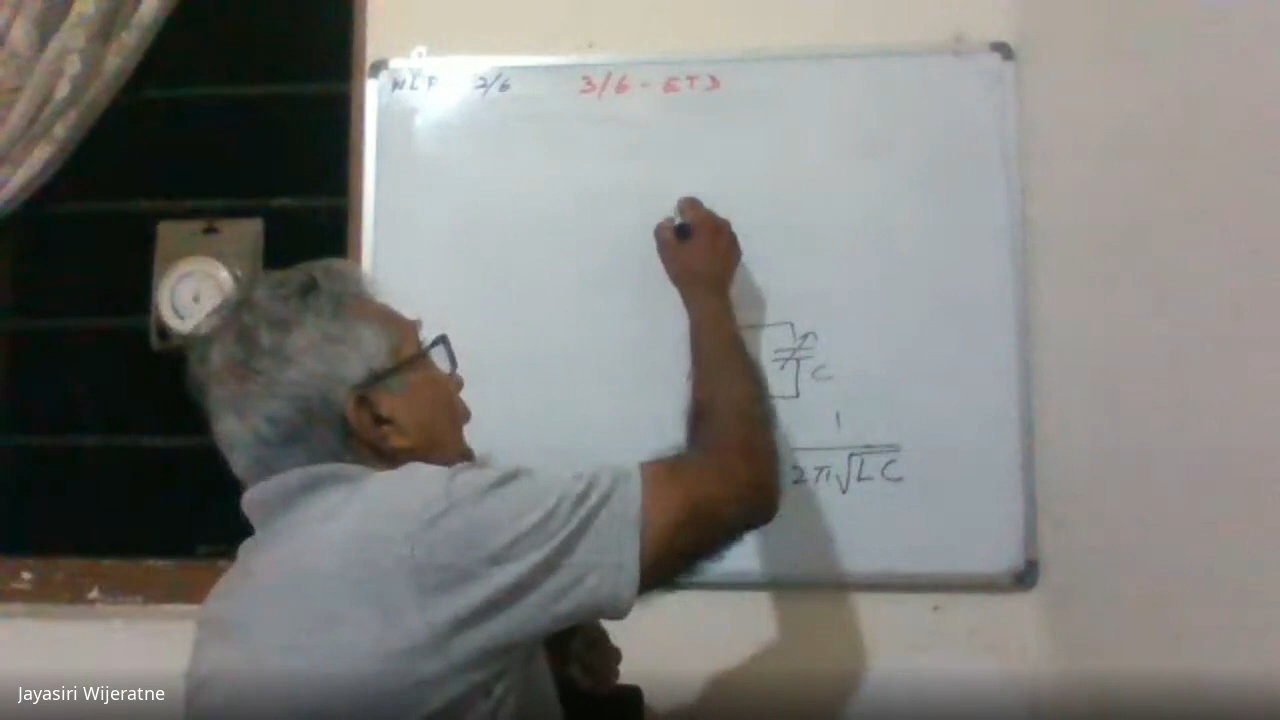 NLF 2/6 3/6 - ETD
C
1
2π√LC
Jayasiri Wijeratne